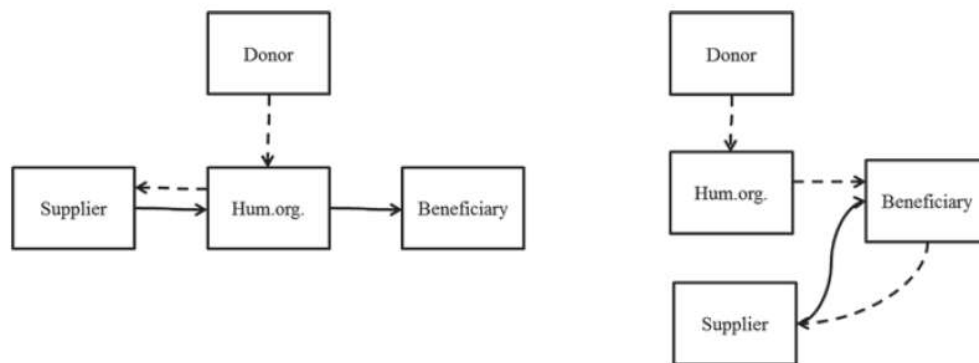 Donor
Supplier
Hum.org.
Beneficiary
Donor
Hum.org.
Beneficiary
Supplier